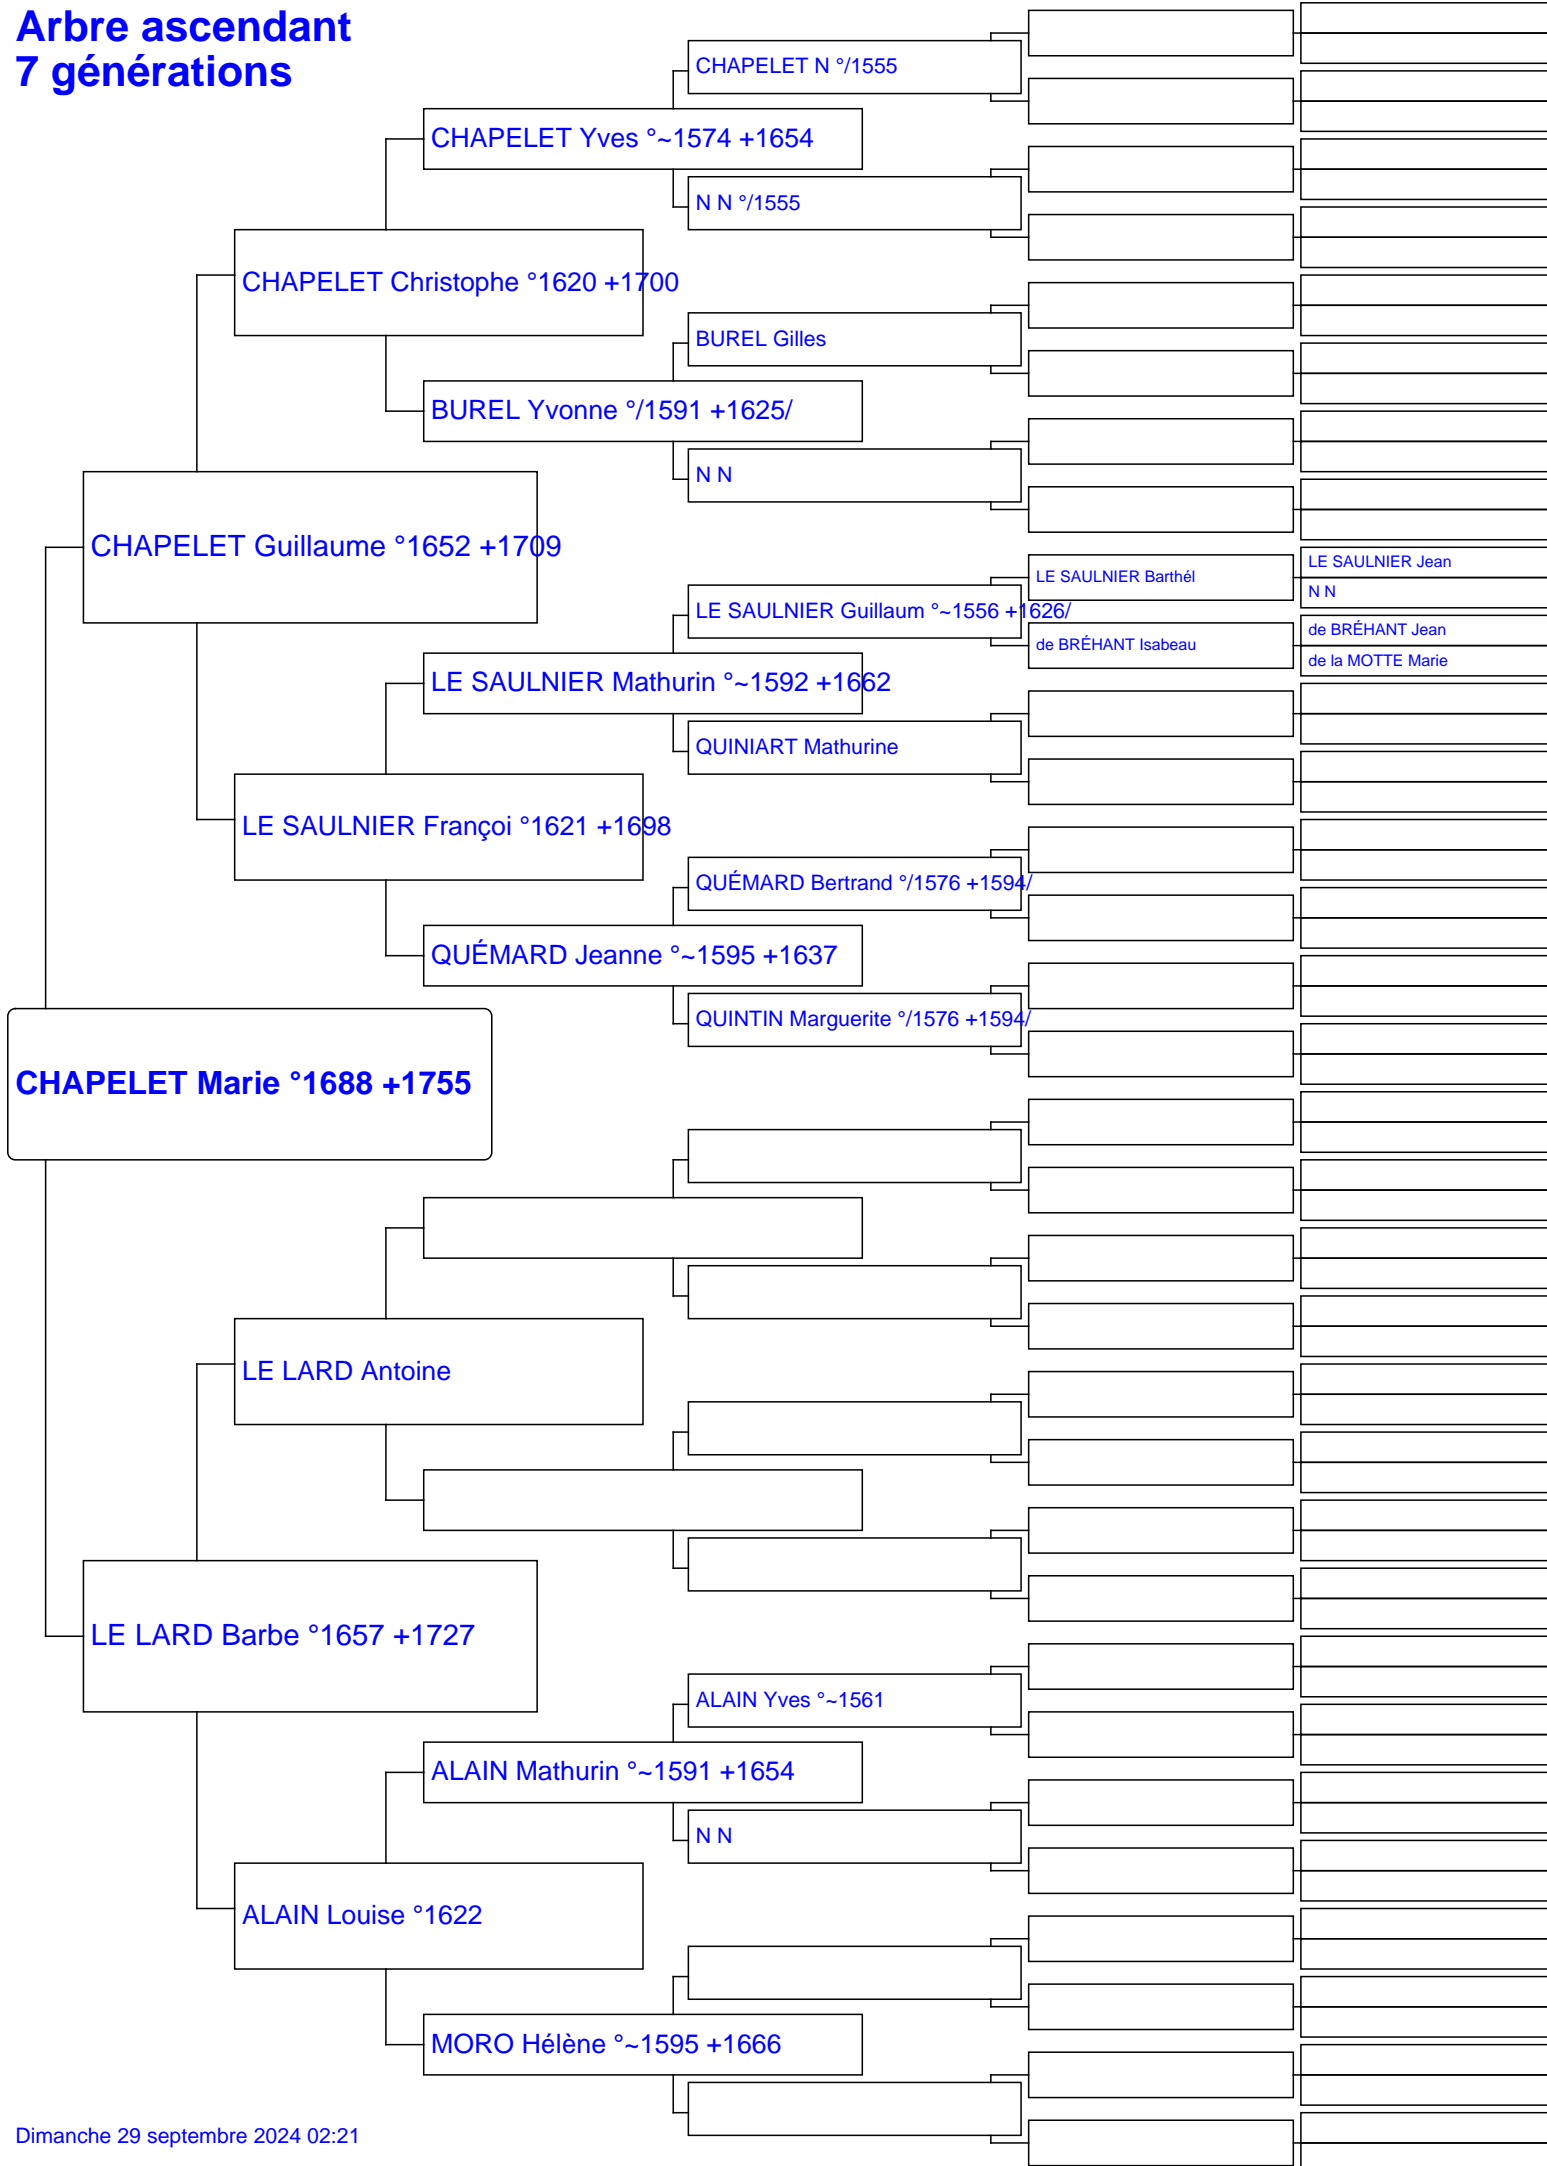 Arbre ascendant
7 générations
CHAPELET N °/1555
CHAPELET Yves °~1574 +1654
N N °/1555
CHAPELET Christophe °1620 +1700
BUREL Gilles
BUREL Yvonne °/1591 +1625/
N N
CHAPELET Guillaume °1652 +1709
LE SAULNIER Jean
LE SAULNIER Barthél
N N
LE SAULNIER Guillaum °~1556 +1626/
de BRÉHANT Jean
de BRÉHANT Isabeau
de la MOTTE Marie
LE SAULNIER Mathurin °~1592 +1662
QUINIART Mathurine
LE SAULNIER Françoi °1621 +1698
QUÉMARD Bertrand °/1576 +1594/
QUÉMARD Jeanne °~1595 +1637
QUINTIN Marguerite °/1576 +1594/
CHAPELET Marie °1688 +1755
LE LARD Antoine
LE LARD Barbe °1657 +1727
ALAIN Yves °~1561
ALAIN Mathurin °~1591 +1654
N N
ALAIN Louise °1622
MORO Hélène °~1595 +1666
Dimanche 29 septembre 2024 02:21